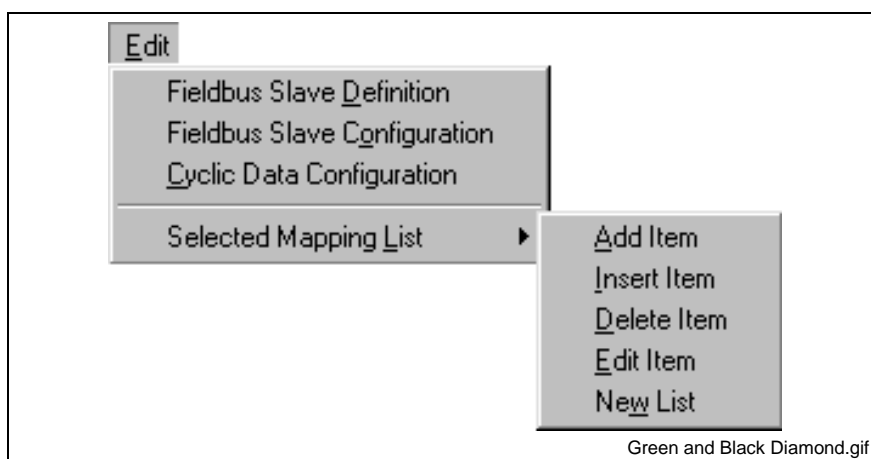 Edit
Fieldbus Slave Definition
Fieldbus Slave Configuration
Cyclic Data Configuration
Selected Mapping List
Add Item
Insert Item
Delete Item
Edit Item
New List
Green and Black Diamond.gif